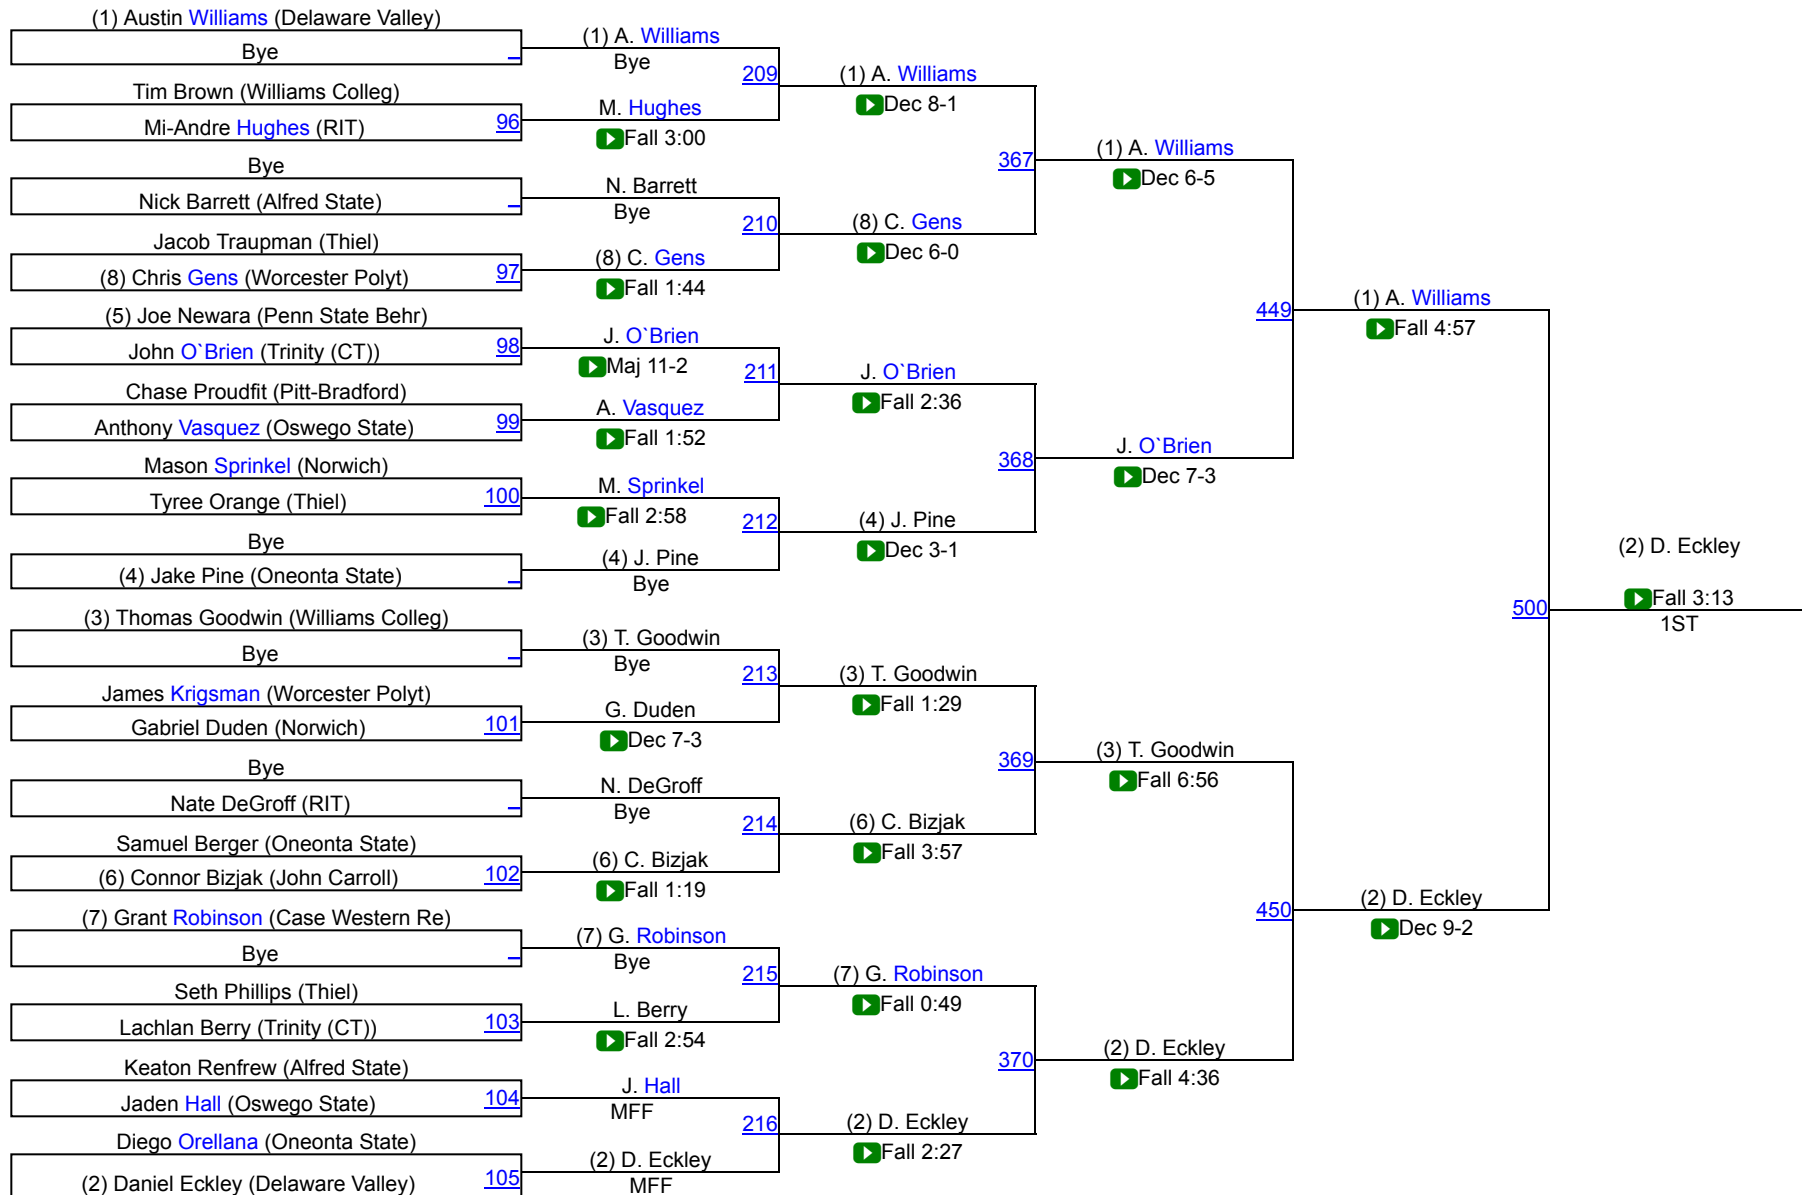 (1) Austin Williams (Delaware Valley)
Bye
Tim Brown (Williams Colleg)
Mi-Andre Hughes (RIT)
96
Bye
Nick Barrett (Alfred State)
Jacob Traupman (Thiel)
(8) Chris Gens (Worcester Polyt)
97
(5) Joe Newara (Penn State Behr)
John O`Brien (Trinity (CT))
98
Chase Proudfit (Pitt-Bradford)
Anthony Vasquez (Oswego State)
99
Mason Sprinkel (Norwich)
Tyree Orange (Thiel)
100
Bye
(4) Jake Pine (Oneonta State)
(3) Thomas Goodwin (Williams Colleg)
Bye
James Krigsman (Worcester Polyt)
Gabriel Duden (Norwich)
101
Bye
Nate DeGroff (RIT)
Samuel Berger (Oneonta State)
(6) Connor Bizjak (John Carroll)
102
(7) Grant Robinson (Case Western Re)
Bye
Seth Phillips (Thiel)
Lachlan Berry (Trinity (CT))
103
Keaton Renfrew (Alfred State)
Jaden Hall (Oswego State)
104
Diego Orellana (Oneonta State)
(2) Daniel Eckley (Delaware Valley)
105
(1) A. Williams
Bye
209
M. Hughes
Fall 3:00
N. Barrett
Bye
210
(8) C. Gens
Fall 1:44
J. O`Brien
Maj 11-2
211
A. Vasquez
Fall 1:52
M. Sprinkel
Fall 2:58
212
(4) J. Pine
Bye
(3) T. Goodwin
Bye
213
G. Duden
Dec 7-3
N. DeGroff
Bye
214
(6) C. Bizjak
Fall 1:19
(7) G. Robinson
Bye
215
L. Berry
Fall 2:54
J. Hall
MFF
216
(2) D. Eckley
MFF
(1) A. Williams
Dec 8-1
367
(8) C. Gens
Dec 6-0
J. O`Brien
Fall 2:36
368
(4) J. Pine
Dec 3-1
(3) T. Goodwin
Fall 1:29
369
(6) C. Bizjak
Fall 3:57
(7) G. Robinson
Fall 0:49
370
(2) D. Eckley
Fall 2:27
(1) A. Williams
Dec 6-5
449
J. O`Brien
Dec 7-3
(3) T. Goodwin
Fall 6:56
450
(2) D. Eckley
Fall 4:36
(1) A. Williams
Fall 4:57
500
(2) D. Eckley
Dec 9-2
(2) D. Eckley
Fall 3:13
1ST